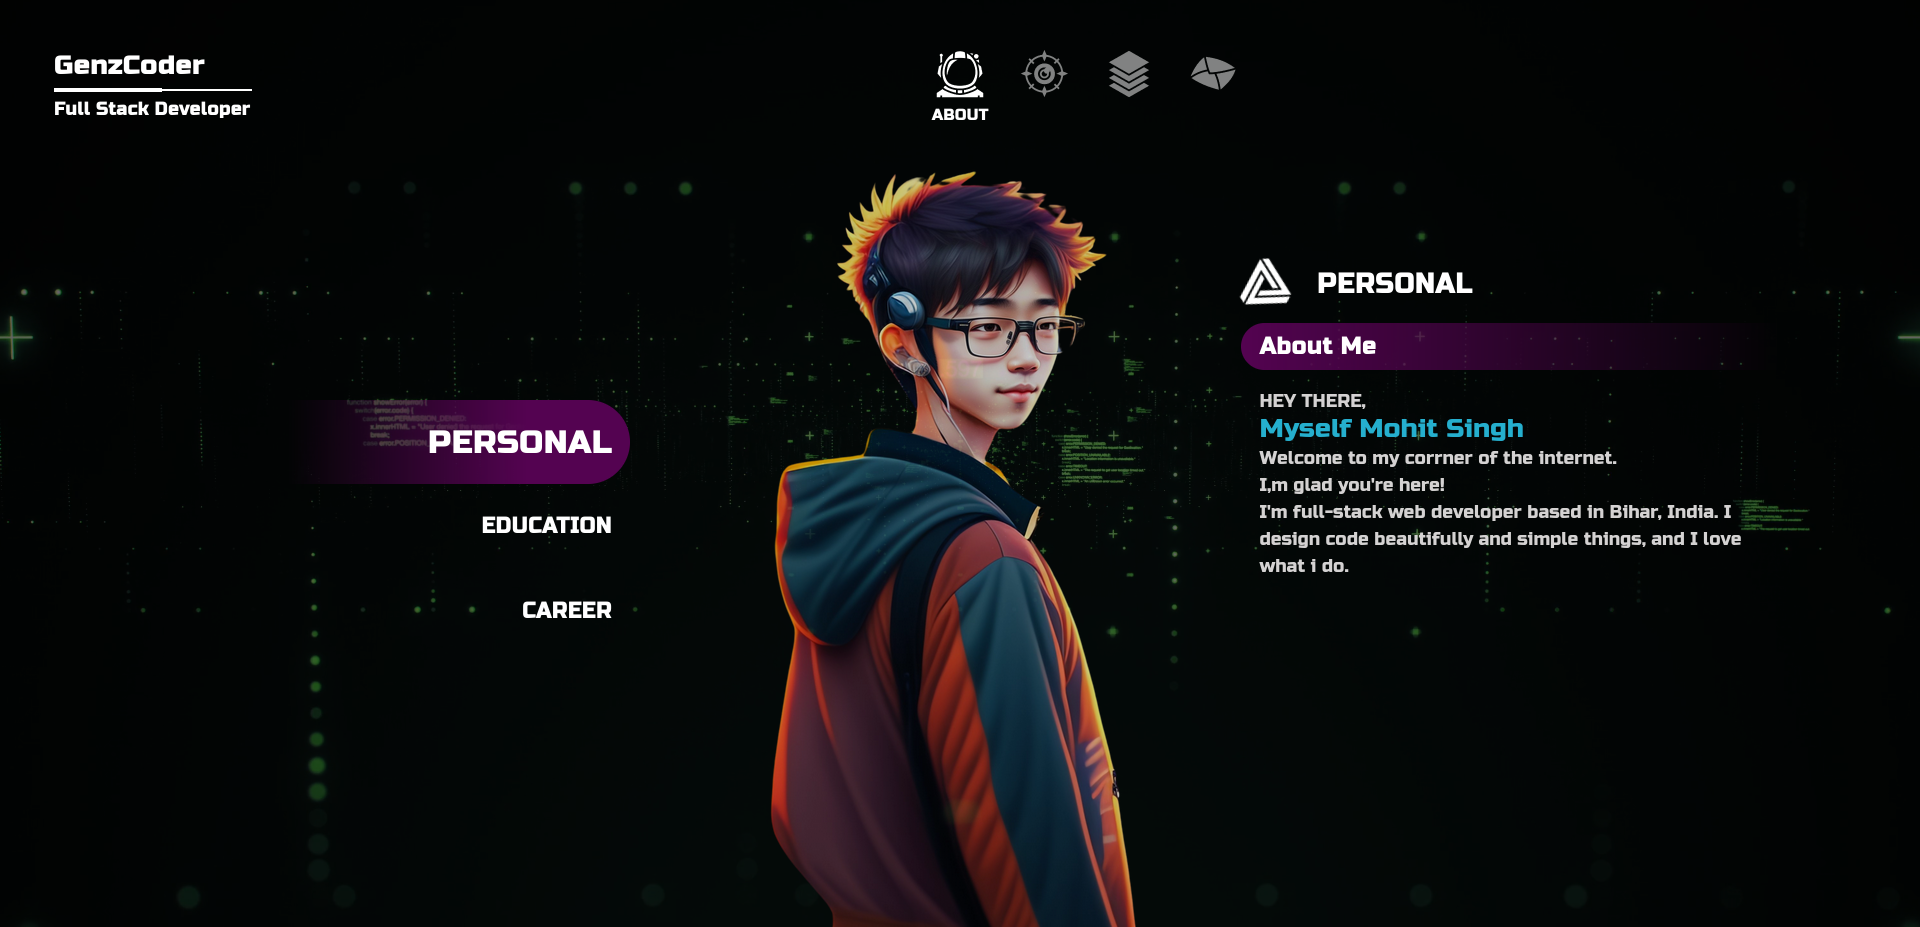 GenzCoder
Full Stack Developer
ABOUT
PERSONAL
EDUCATION
CAREER
PERSONAL
About Me
HEY THERE,
Myself Mohit Singh
Welcome to my corrner of the internet.
I,m glad you're here!
I'm full-stack web developer based in Bihar, India. I
design code beautifully and simple things, and I love
what i do.